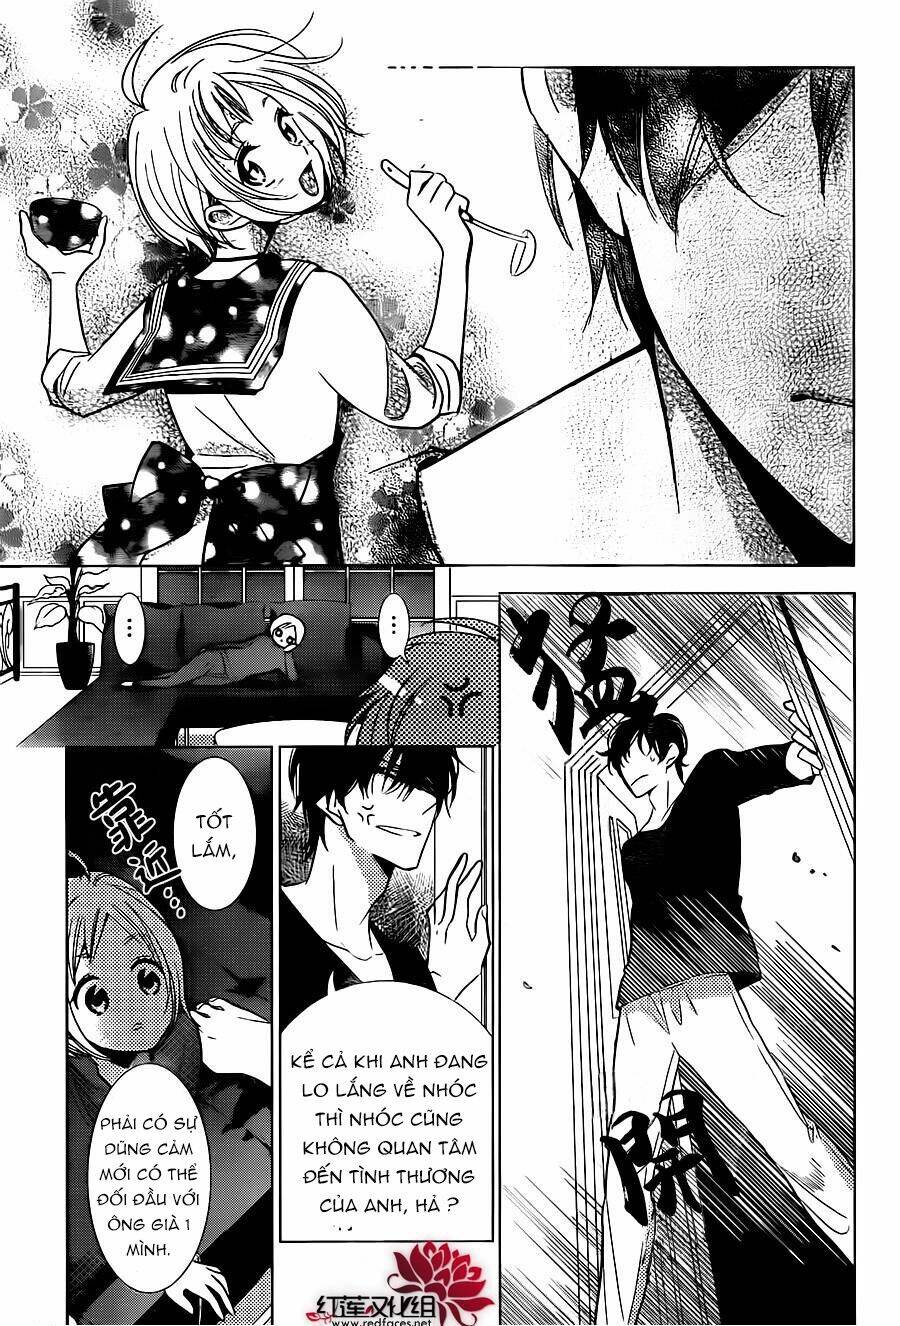 猛
開
...
...
KỂ CẢ KHI ANH ĐANG
LO LẮNG VỀ NHÓC
THÌ NHÓC CŨNG
KHÔNG QUAN TÂM
ĐẾN TÌNH THƯƠNG
CỦA ANH, HẢ ?
TỐT
LẮM,
靠近...
PHẢI CÓ SỰ
DŨNG CẢM
MỚI CÓ THỂ
ĐỐI ĐẦU VỚI
ÔNG GIÀ 1
MÌNH.
红莲汉化组
www.redfaces.net